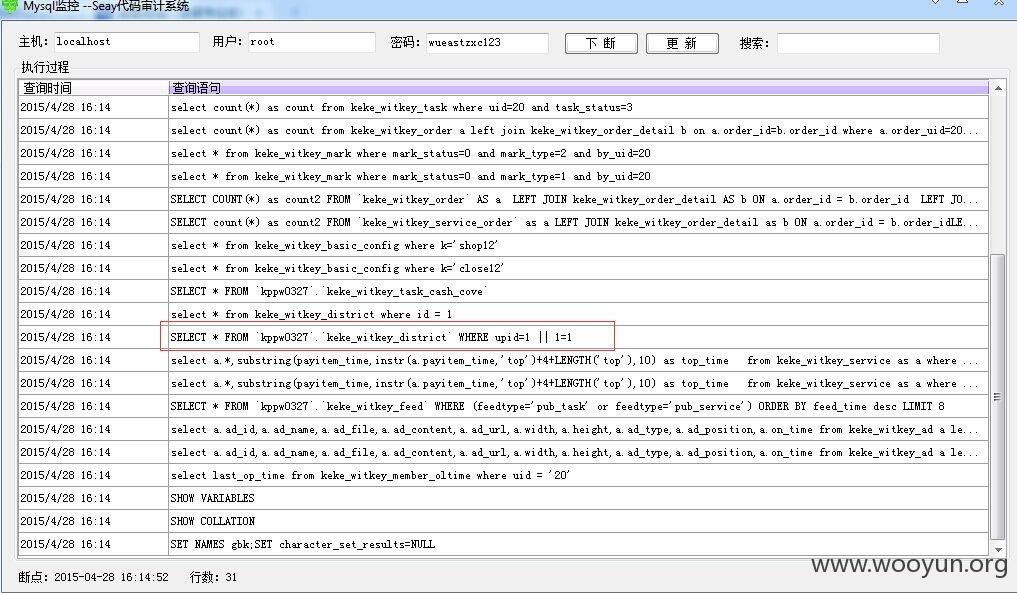 Mysql监控 --Seay代码审计系统
主机: localhost 用户: root 密码: wueastzxc123 下 断 更 新 搜索:
执行过程
查询时间 查询语句
2015/4/28 16:14 select count(*) as count from keke_witkey_task where uid=20 and task_status=3
2015/4/28 16:14 select count(*) as count from keke_witkey_order a left join keke_witkey_order_detail b on a.order_id=b.order_id where a.order_uid=20...
2015/4/28 16:14 select * from keke_witkey_mark where mark_status=0 and mark_type=2 and by_uid=20
2015/4/28 16:14 select * from keke_witkey_mark where mark_status=0 and mark_type=1 and by_uid=20
2015/4/28 16:14 SELECT COUNT(*) as count2 FROM `keke_witkey_order` AS a LEFT JOIN keke_witkey_order_detail AS b ON a.order_id = b.order_id LEFT JO...
2015/4/28 16:14 SELECT count(*) as count2 FROM `keke_witkey_service_order` as a LEFT JOIN keke_witkey_order_detail as b ON a.order_id = b.order_idLE...
2015/4/28 16:14 select * from keke_witkey_basic_config where k='shop12'
2015/4/28 16:14 select * from keke_witkey_basic_config where k='close12'
2015/4/28 16:14 SELECT * FROM `kppw0327`.`keke_witkey_task_cash_cove`
2015/4/28 16:14 select * from keke_witkey_district where id = 1
2015/4/28 16:14 SELECT * FROM `kppw0327`.`keke_witkey_district` WHERE upid=1 || 1=1
2015/4/28 16:14 select a.*,substring(payitem_time,instr(a.payitem_time,'top')+4+LENGTH('top'),10) as top_time from keke_witkey_service as a where ...
2015/4/28 16:14 select a.*,substring(payitem_time,instr(a.payitem_time,'top')+4+LENGTH('top'),10) as top_time from keke_witkey_service as a where ...
2015/4/28 16:14 SELECT * FROM `kppw0327`.`keke_witkey_feed` WHERE (feedtype='pub_task' or feedtype='pub_service') ORDER BY feed_time desc LIMIT 8
2015/4/28 16:14 select a.ad_id,a.ad_name,a.ad_file,a.ad_content,a.ad_url,a.width,a.height,a.ad_type,a.ad_position,a.on_time from keke_witkey_ad a le...
2015/4/28 16:14 select a.ad_id,a.ad_name,a.ad_file,a.ad_content,a.ad_url,a.width,a.height,a.ad_type,a.ad_position,a.on_time from keke_witkey_ad a le...
2015/4/28 16:14 select last_op_time from keke_witkey_member_oltime where uid = '20'
2015/4/28 16:14 SHOW VARIABLES
2015/4/28 16:14 SHOW COLLATION
2015/4/28 16:14 SET NAMES gbk;SET character_set_results=NULL
断点: 2015-04-28 16:14:52 行数: 31
www.wooyun.org